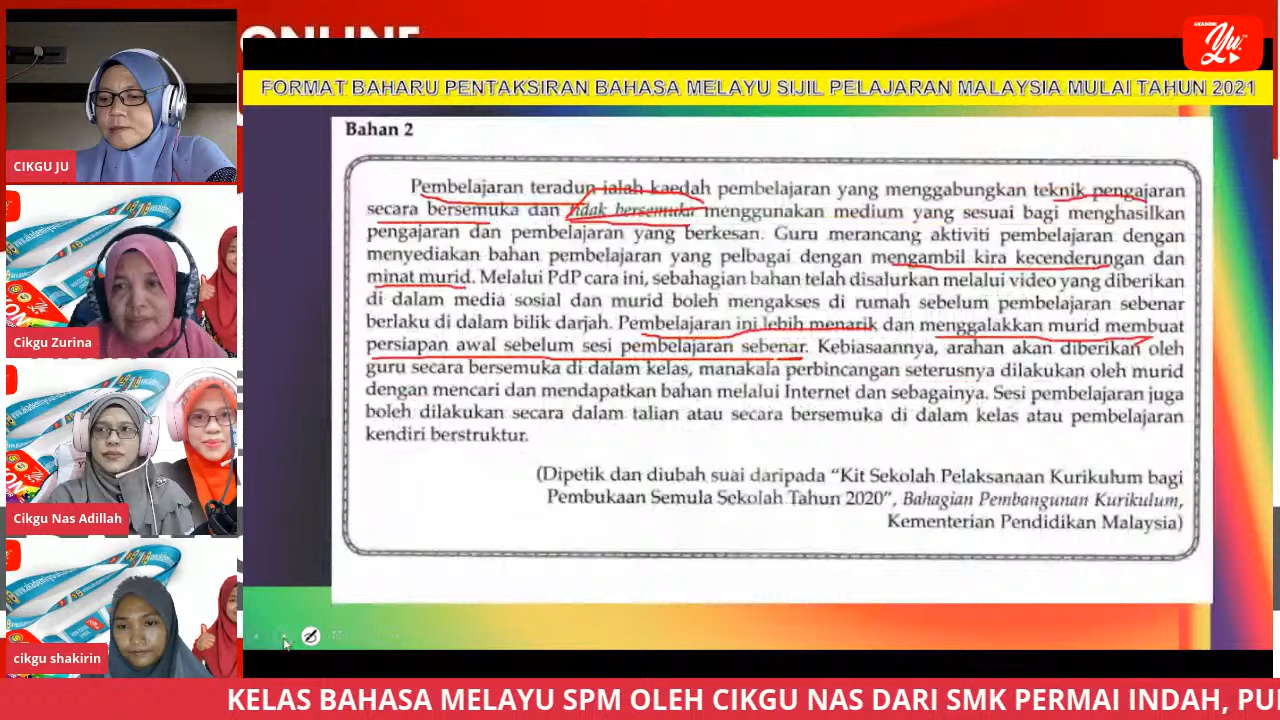 ONLINE
AKADEMI
Yu.
FORMAT BAHARU PENTAKSIRAN BAHASA MELAYU SIJIL PELAJARAN MALAYSIA MULAI TAHUN 2021
Bahan 2
Pembelajaran teradun ialah kaedah pembelajaran yang menggabungkan teknik pengajaran
secara bersemuka dan tidak bersemuka menggunakan medium yang sesuai bagi menghasilkan
pengajaran dan pembelajaran yang berkesan. Guru merancang aktiviti pembelajaran dengan
menyediakan bahan pembelajaran yang pelbagai dengan mengambil kira kecenderungan dan
minat murid. Melalui PdP cara ini, sebahagian bahan telah disalurkan melalui video yang diberikan
di dalam media sosial dan murid boleh mengakses di rumah sebelum pembelajaran sebenar
berlaku di dalam bilik darjah. Pembelajaran ini lebih menarik dan menggalakkan murid membuat
persiapan awal sebelum sesi pembelajaran sebenar. Kebiasaannya, arahan akan diberikan oleh
guru secara bersemuka di dalam kelas, manakala perbincangan seterusnya dilakukan oleh murid
dengan mencari dan mendapatkan bahan melalui Internet dan sebagainya. Sesi pembelajaran juga
boleh dilakukan secara dalam talian atau secara bersemuka di dalam kelas atau pembelajaran
kendiri berstruktur.
(Dipetik dan diubah suai daripada “Kit Sekolah Pelaksanaan Kurikulum bagi
Pembukaan Semula Sekolah Tahun 2020”, Bahagian Pembangunan Kurikulum,
Kementerian Pendidikan Malaysia)
CIKGU JU
Cikgu Zurina
Cikgu Nas Adillah
cikgu shakirin
KELAS BAHASA MELAYU SPM OLEH CIKGU NAS DARI SMK PERMAI INDAH, PU